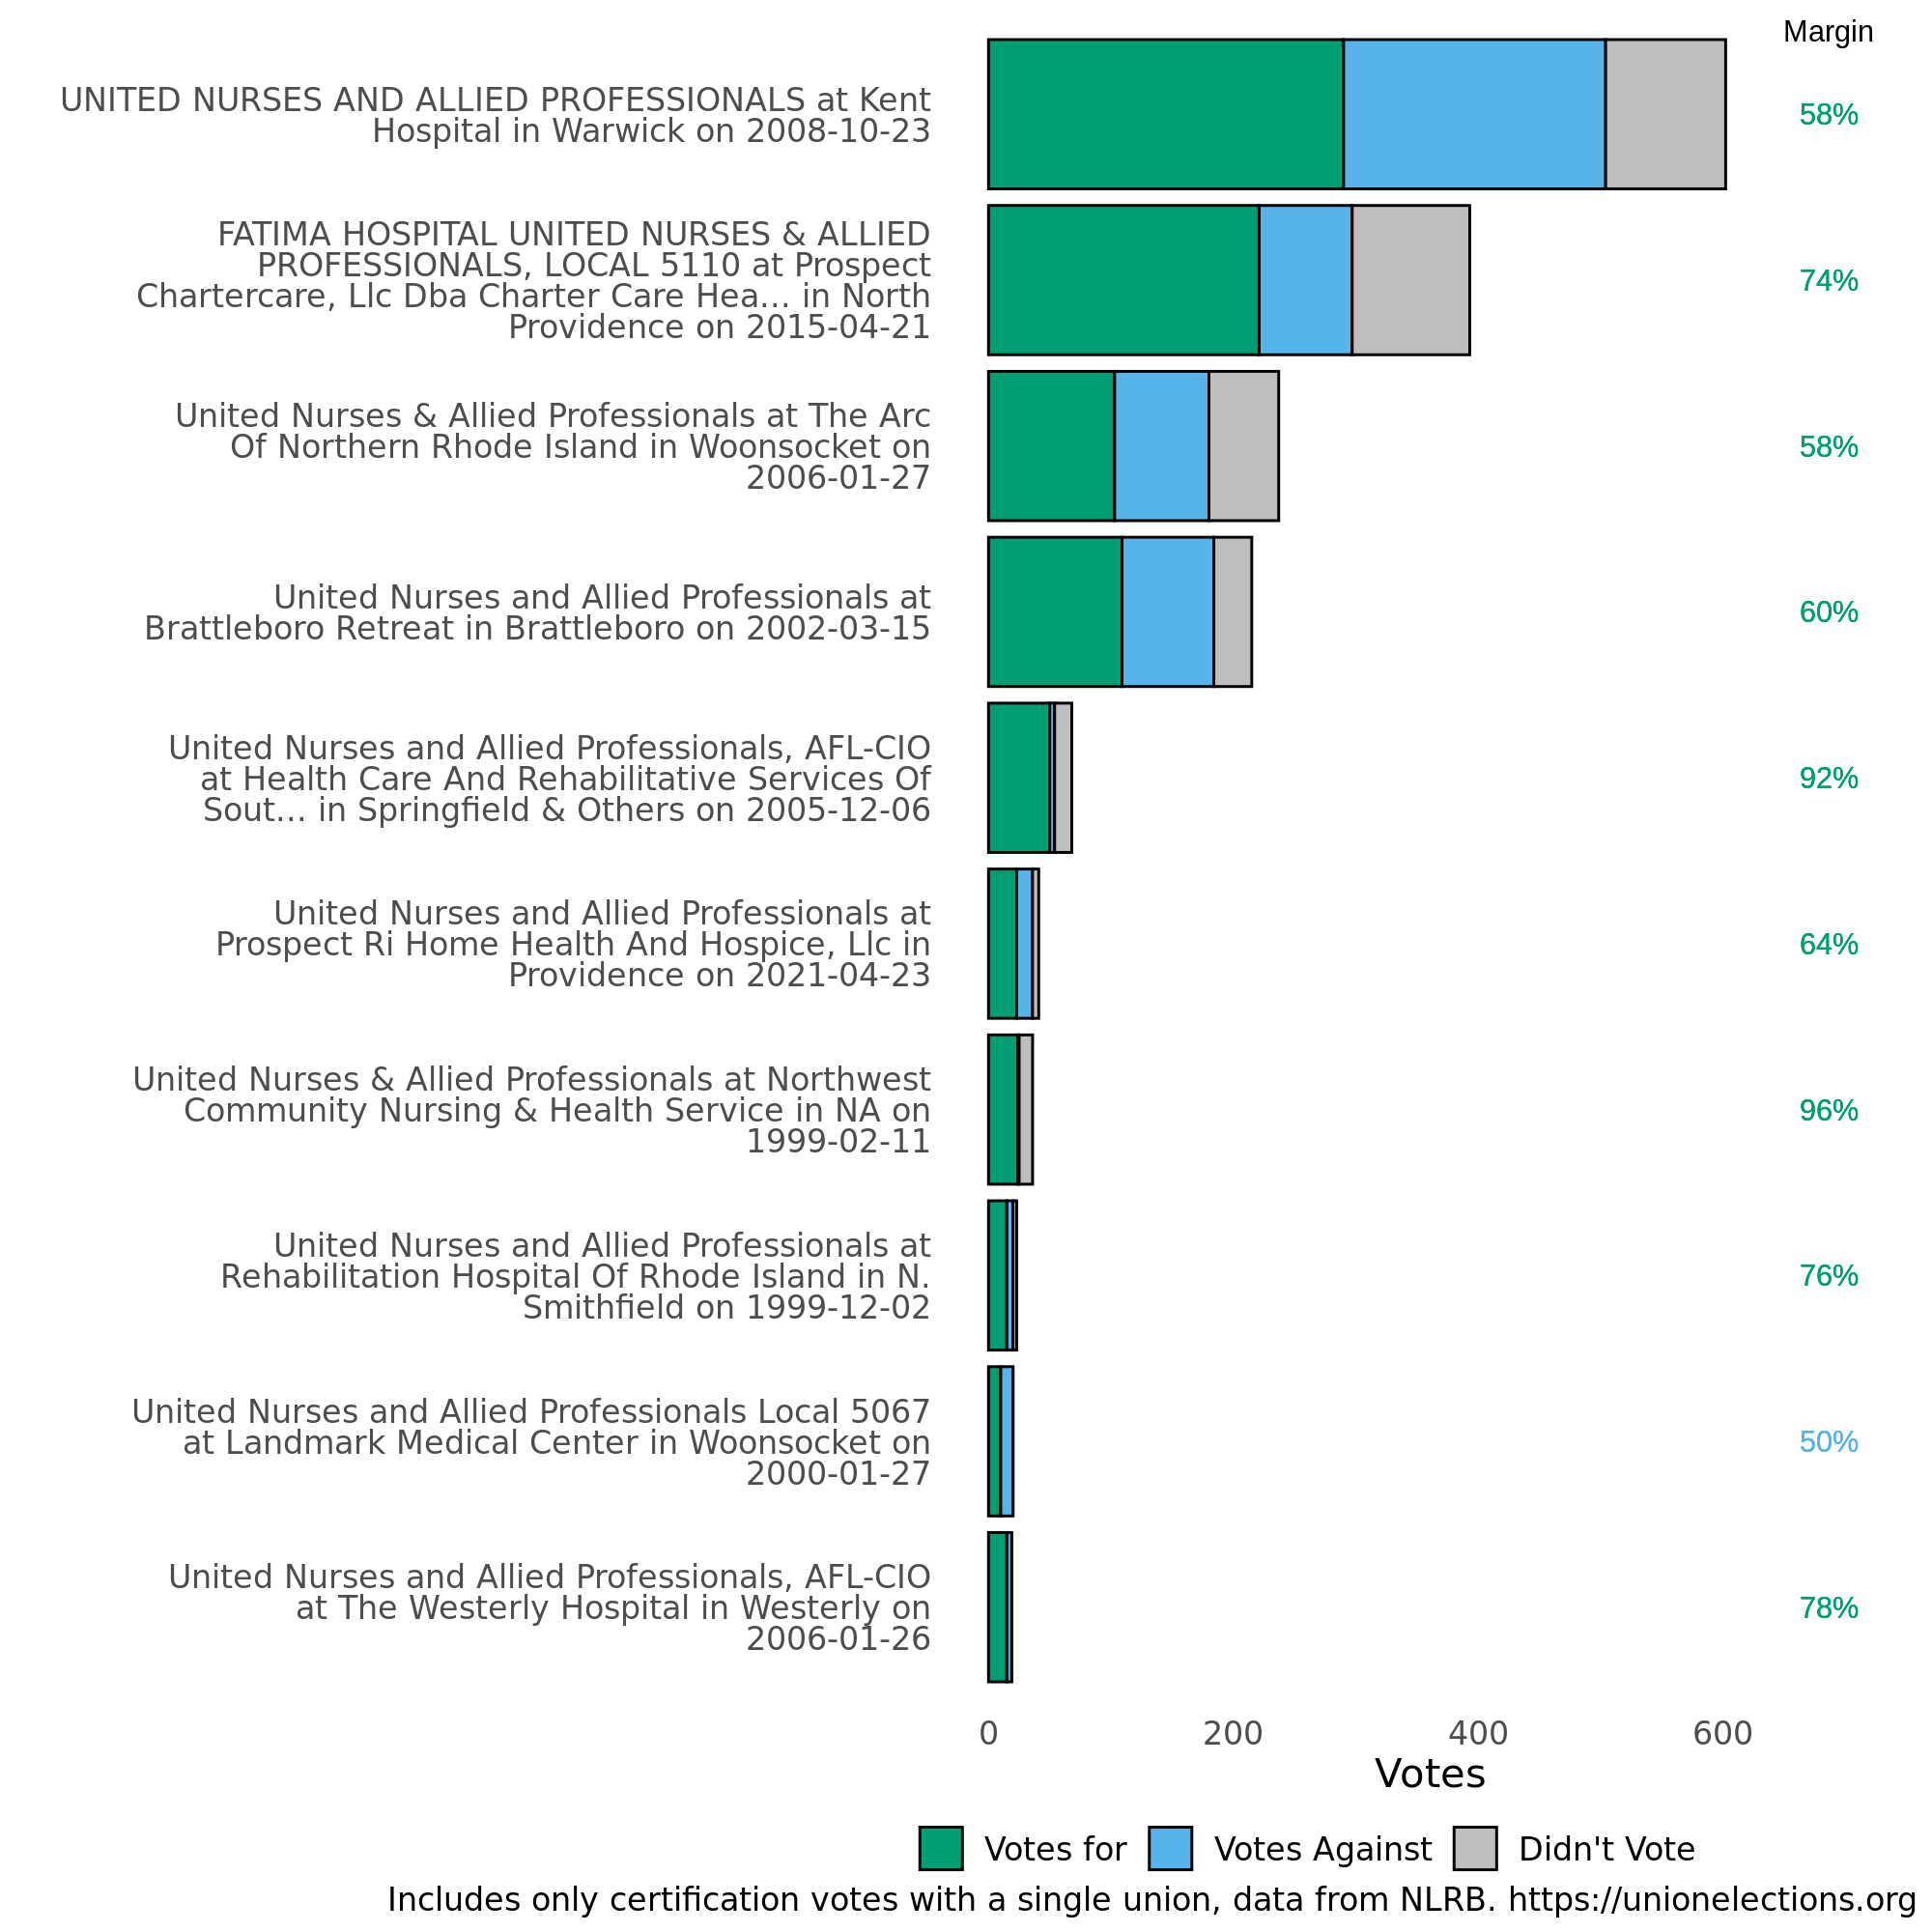 Margin
UNITED NURSES AND ALLIED PROFESSIONALS at Kent
Hospital in Warwick on 2008-10-23
58%
FATIMA HOSPITAL UNITED NURSES & ALLIED
PROFESSIONALS, LOCAL 5110 at Prospect
Chartercare, Llc Dba Charter Care Hea... in North
Providence on 2015-04-21
74%
United Nurses & Allied Professionals at The Arc
Of Northern Rhode Island in Woonsocket on
2006-01-27
58%
United Nurses and Allied Professionals at
Brattleboro Retreat in Brattleboro on 2002-03-15
60%
United Nurses and Allied Professionals, AFL-CIO
at Health Care And Rehabilitative Services Of
Sout... in Springfield & Others on 2005-12-06
92%
United Nurses and Allied Professionals at
Prospect Ri Home Health And Hospice, Llc in
Providence on 2021-04-23
64%
United Nurses & Allied Professionals at Northwest
Community Nursing & Health Service in NA on
1999-02-11
96%
United Nurses and Allied Professionals at
Rehabilitation Hospital Of Rhode Island in N.
Smithfield on 1999-12-02
76%
United Nurses and Allied Professionals Local 5067
at Landmark Medical Center in Woonsocket on
2000-01-27
50%
United Nurses and Allied Professionals, AFL-CIO
at The Westerly Hospital in Westerly on
2006-01-26
78%
0 200 400 600
Votes
Votes for Votes Against Didn't Vote
Includes only certification votes with a single union, data from NLRB. https://unionelections.org